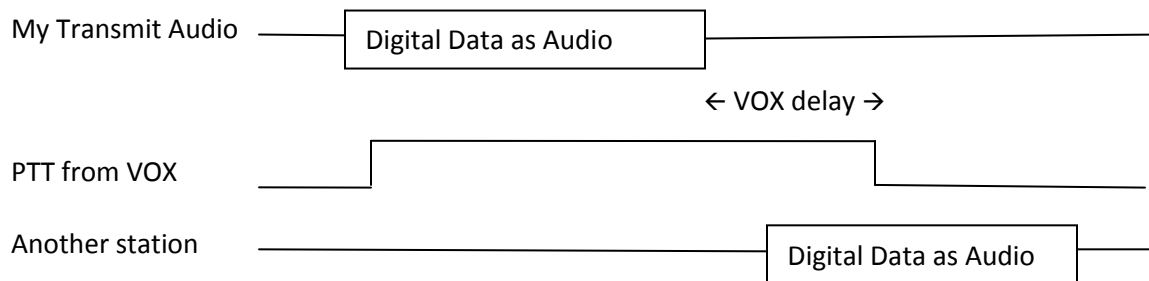 My Transmit Audio
Digital Data as Audio
← VOX delay →
PTT from VOX
Another station
Digital Data as Audio